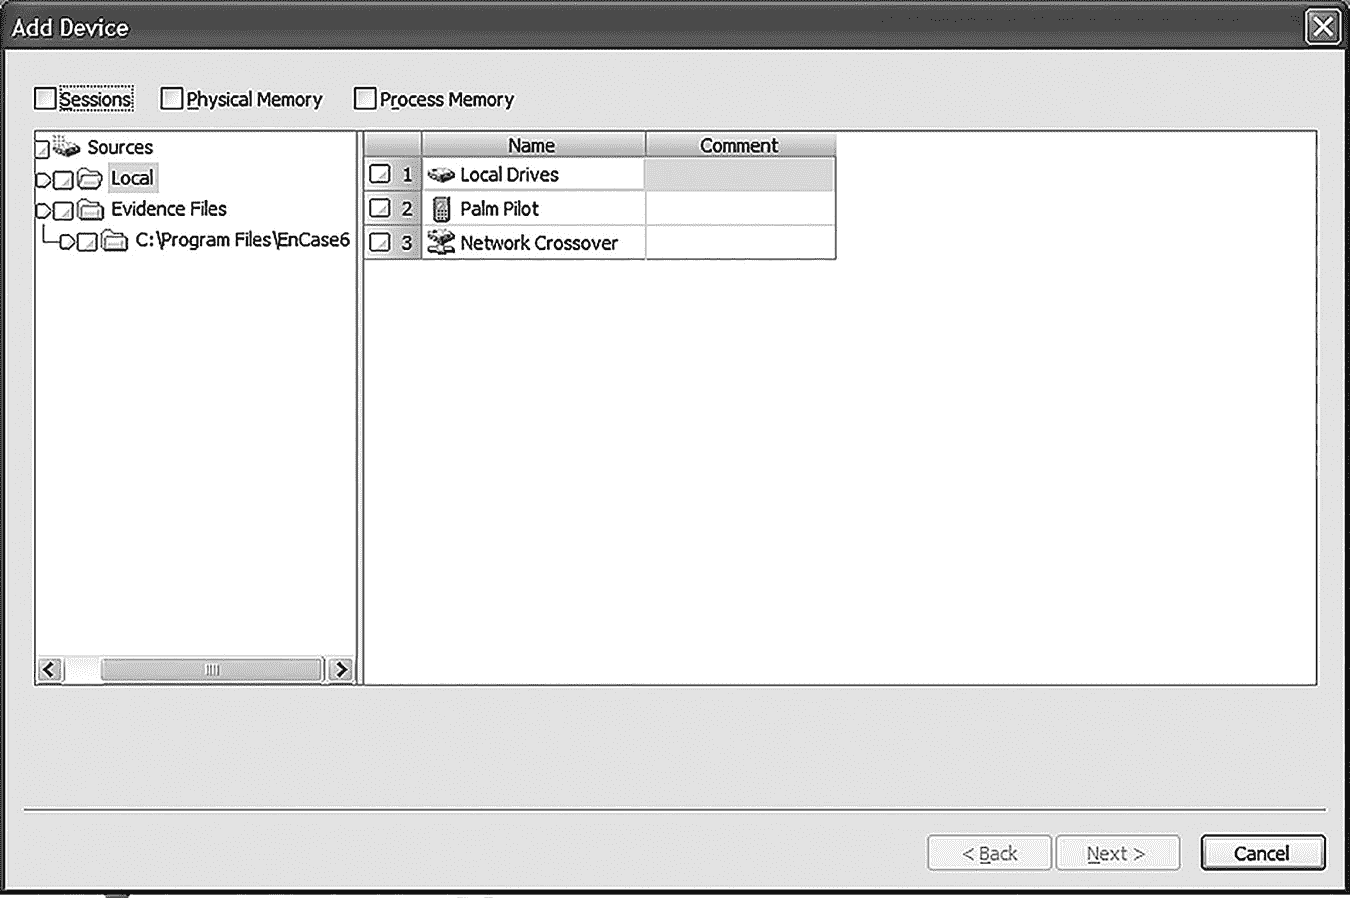 Add Device
Sessions Physical Memory Process Memory
Sources
Local
Evidence Files
C:\Program Files\EnCase6
Name Comment
1 Local Drives
2 Palm Pilot
3 Network Crossover
< Back Next > Cancel